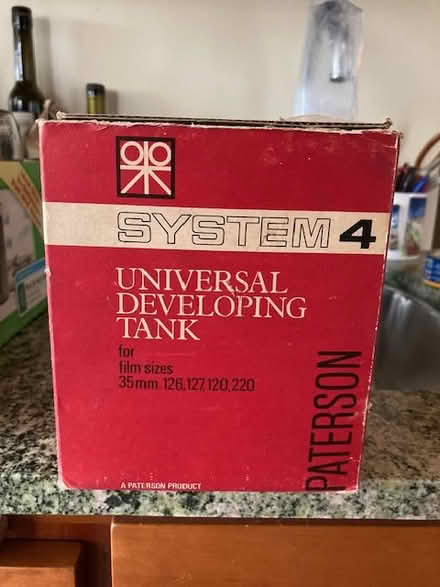 SYSTEM 4
UNIVERSAL
DEVELOPING
TANK
for
film sizes
35mm. 126, 127, 120, 220
PATERSON
A PATERSON PRODUCT